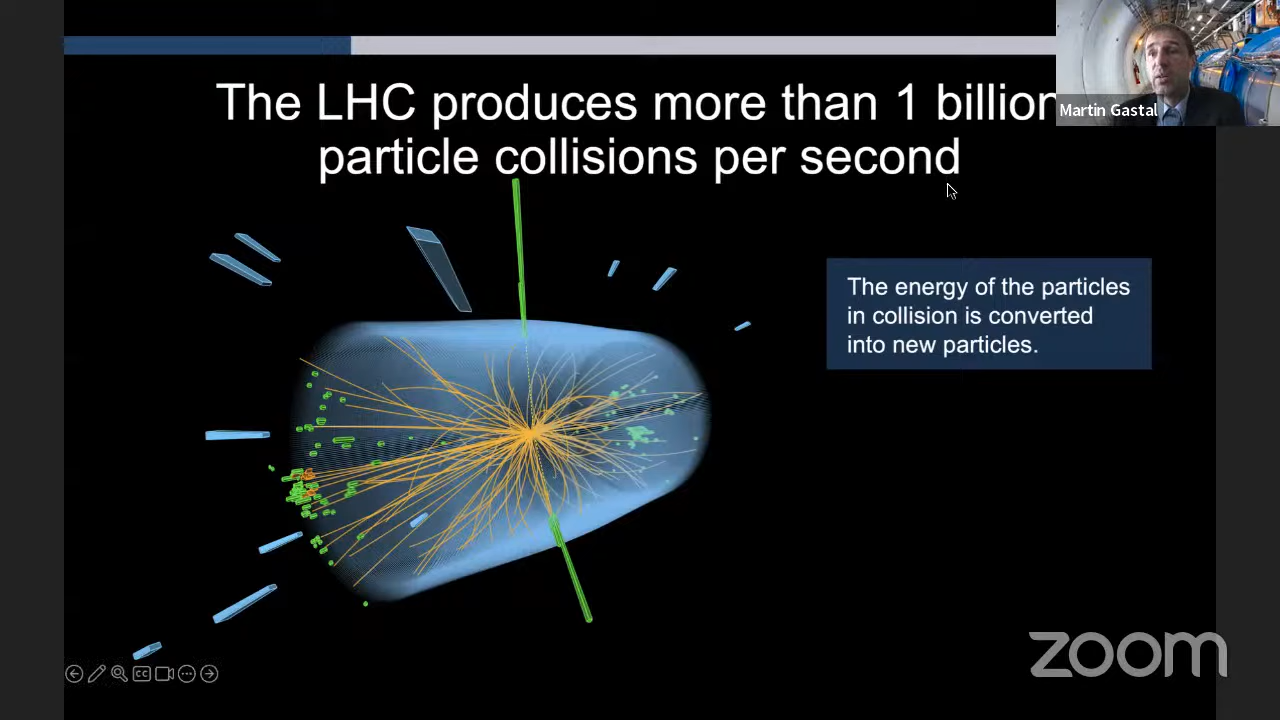 The LHC produces more than 1 billion
particle collisions per second
Martin Gastal
The energy of the particles
in collision is converted
into new particles.
CC
zoom